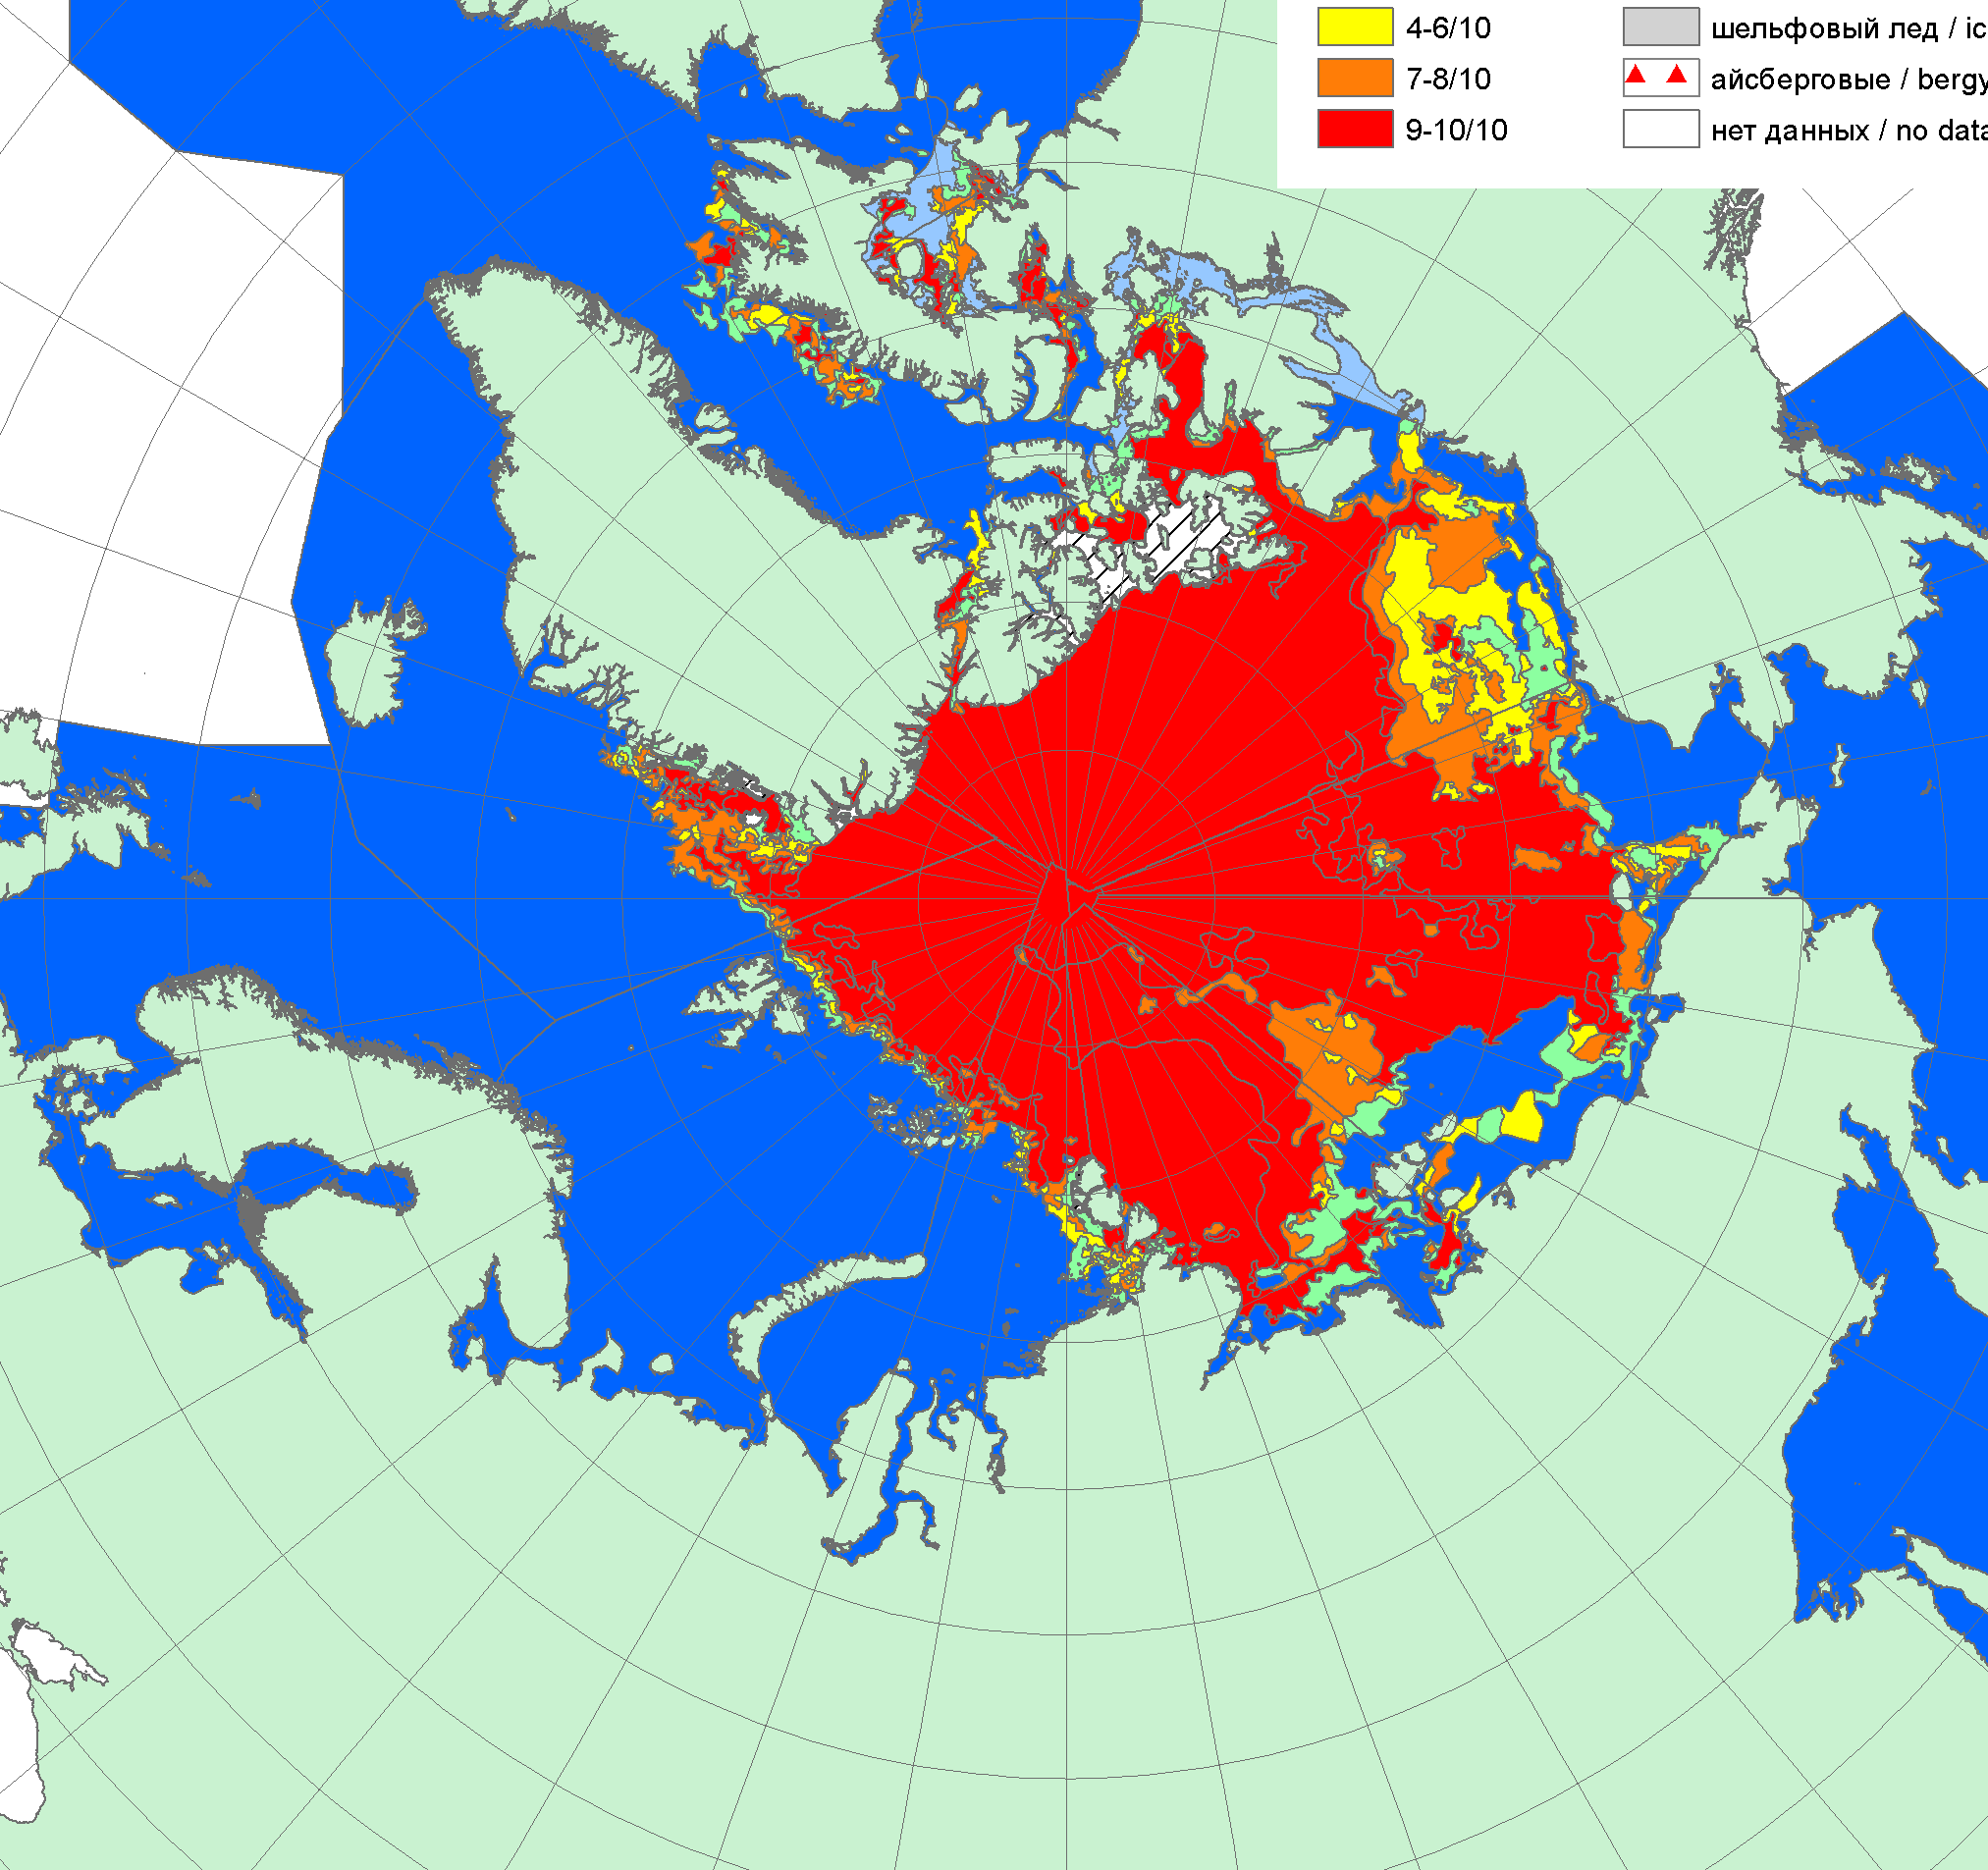 4-6/10
шельфовый лед / ic
7-8/10
айсберговые / bergy
9-10/10
нет данных / no data